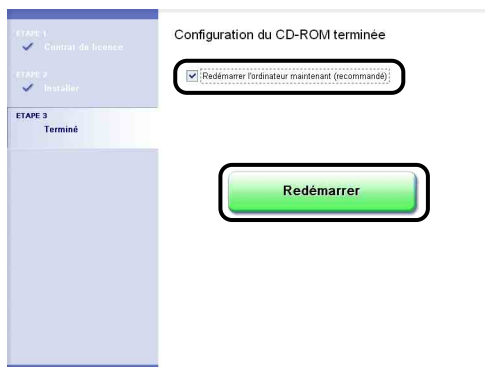 ETAPE 1
Contrat de licence
ETAPE 2
Installer
ETAPE 3
Terminé
Configuration du CD-ROM terminée
Redémarrer l'ordinateur maintenant (recommandé)
Redémarrer